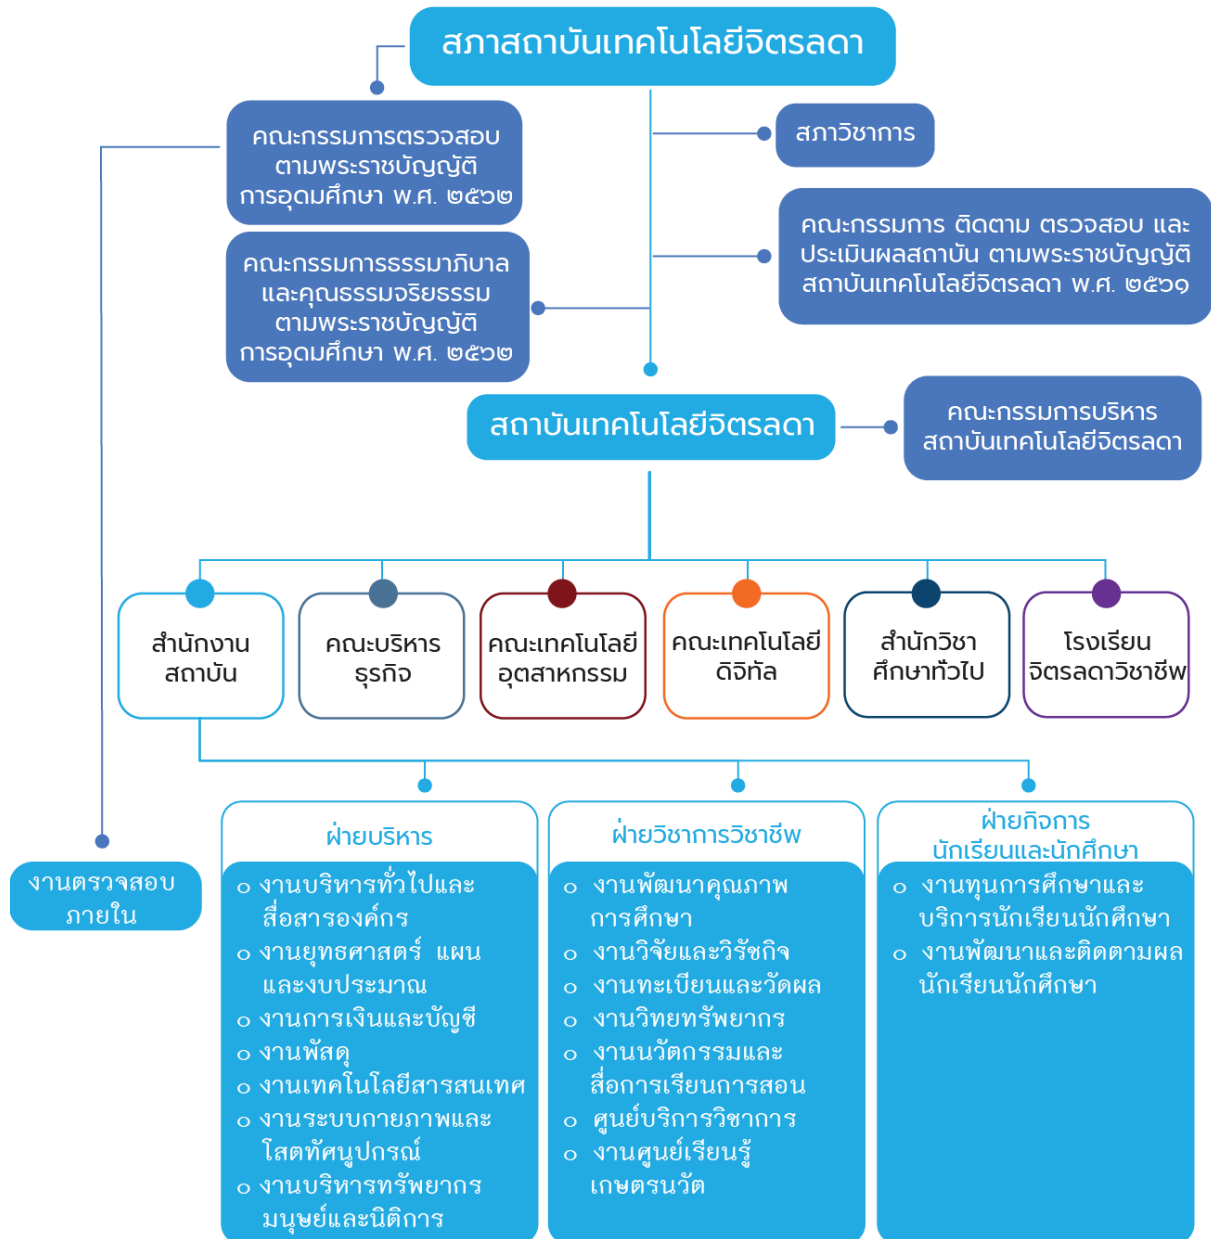 สภาสถาบันเทคโนโลยีจิตรลดา
คณะกรรมการตรวจสอบ
ตามพระราชบัญญัติ
การอุดมศึกษา พ.ศ. ๒๕๖๒
สภาวิชาการ
คณะกรรมการ ติดตาม ตรวจสอบ และ
ประเมินผลสถาบัน ตามพระราชบัญญัติ
สถาบันเทคโนโลยีจิตรลดา พ.ศ. ๒๕๖๑
คณะกรรมการธรรมาภิบาล
และคุณธรรมจริยธรรม
ตามพระราชบัญญัติ
การอุดมศึกษา พ.ศ. ๒๕๖๒
สถาบันเทคโนโลยีจิตรลดา
คณะกรรมการบริหาร
สถาบันเทคโนโลยีจิตรลดา
สำนักงาน
สถาบัน
คณะบริหาร
ธุรกิจ
คณะเทคโนโลยี
อุตสาหกรรม
คณะเทคโนโลยี
ดิจิทัล
สำนักวิชา
ศึกษาทั่วไป
โรงเรียน
จิตรลดาวิชาชีพ
งานตรวจสอบ
ภายใน
ฝ่ายบริหาร
o งานบริหารทั่วไปและ
สื่อสารองค์กร
o งานยุทธศาสตร์ แผน
และงบประมาณ
o งานการเงินและบัญชี
o งานพัสดุ
o งานเทคโนโลยีสารสนเทศ
o งานระบบกายภาพและ
โสตทัศนูปกรณ์
o งานบริหารทรัพยากร
มนุษย์และนิติการ
ฝ่ายวิชาการวิชาชีพ
o งานพัฒนาคุณภาพ
การศึกษา
o งานวิจัยและวิรัชกิจ
o งานทะเบียนและวัดผล
o งานวิทยทรัพยากร
o งานนวัตกรรมและ
สื่อการเรียนการสอน
o ศูนย์บริการวิชาการ
o งานศูนย์เรียนรู้
เกษตรนวัต
ฝ่ายกิจการ
นักเรียนและนักศึกษา
o งานทุนการศึกษาและ
บริการนักเรียนนักศึกษา
o งานพัฒนาและติดตามผล
นักเรียนนักศึกษา